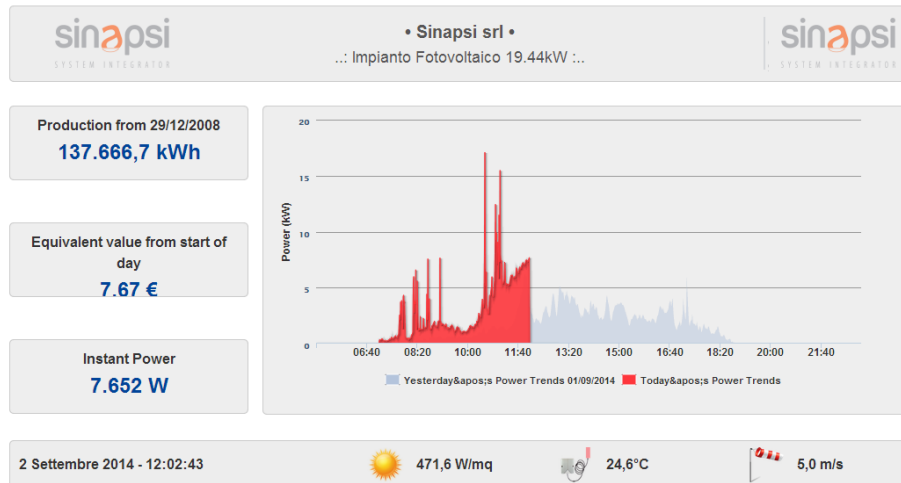 sinapsi
SYSTEM INTEGRATOR
• Sinapsi srl •
..: Impianto Fotovoltaico 19.44kW :..
sinapsi
SYSTEM INTEGRATOR
Production from 29/12/2008
137.666,7 kWh
Equivalent value from start of
day
7.67 €
Instant Power
7.652 W
Power (kW)
20
15
10
5
0
06:40 08:20 10:00 11:40 13:20 15:00 16:40 18:20 20:00 21:40
Yesterday&apos;s Power Trends 01/09/2014 Today&apos;s Power Trends
2 Settembre 2014 - 12:02:43 471,6 W/mq 24,6°C 5,0 m/s